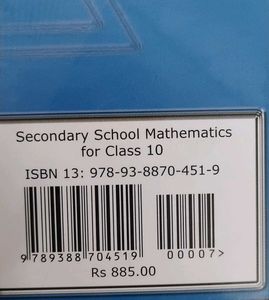 Secondary School Mathematics
for Class 10
ISBN 13: 978-93-8870-451-9
9 789388 704519 00007>
Rs 885.00